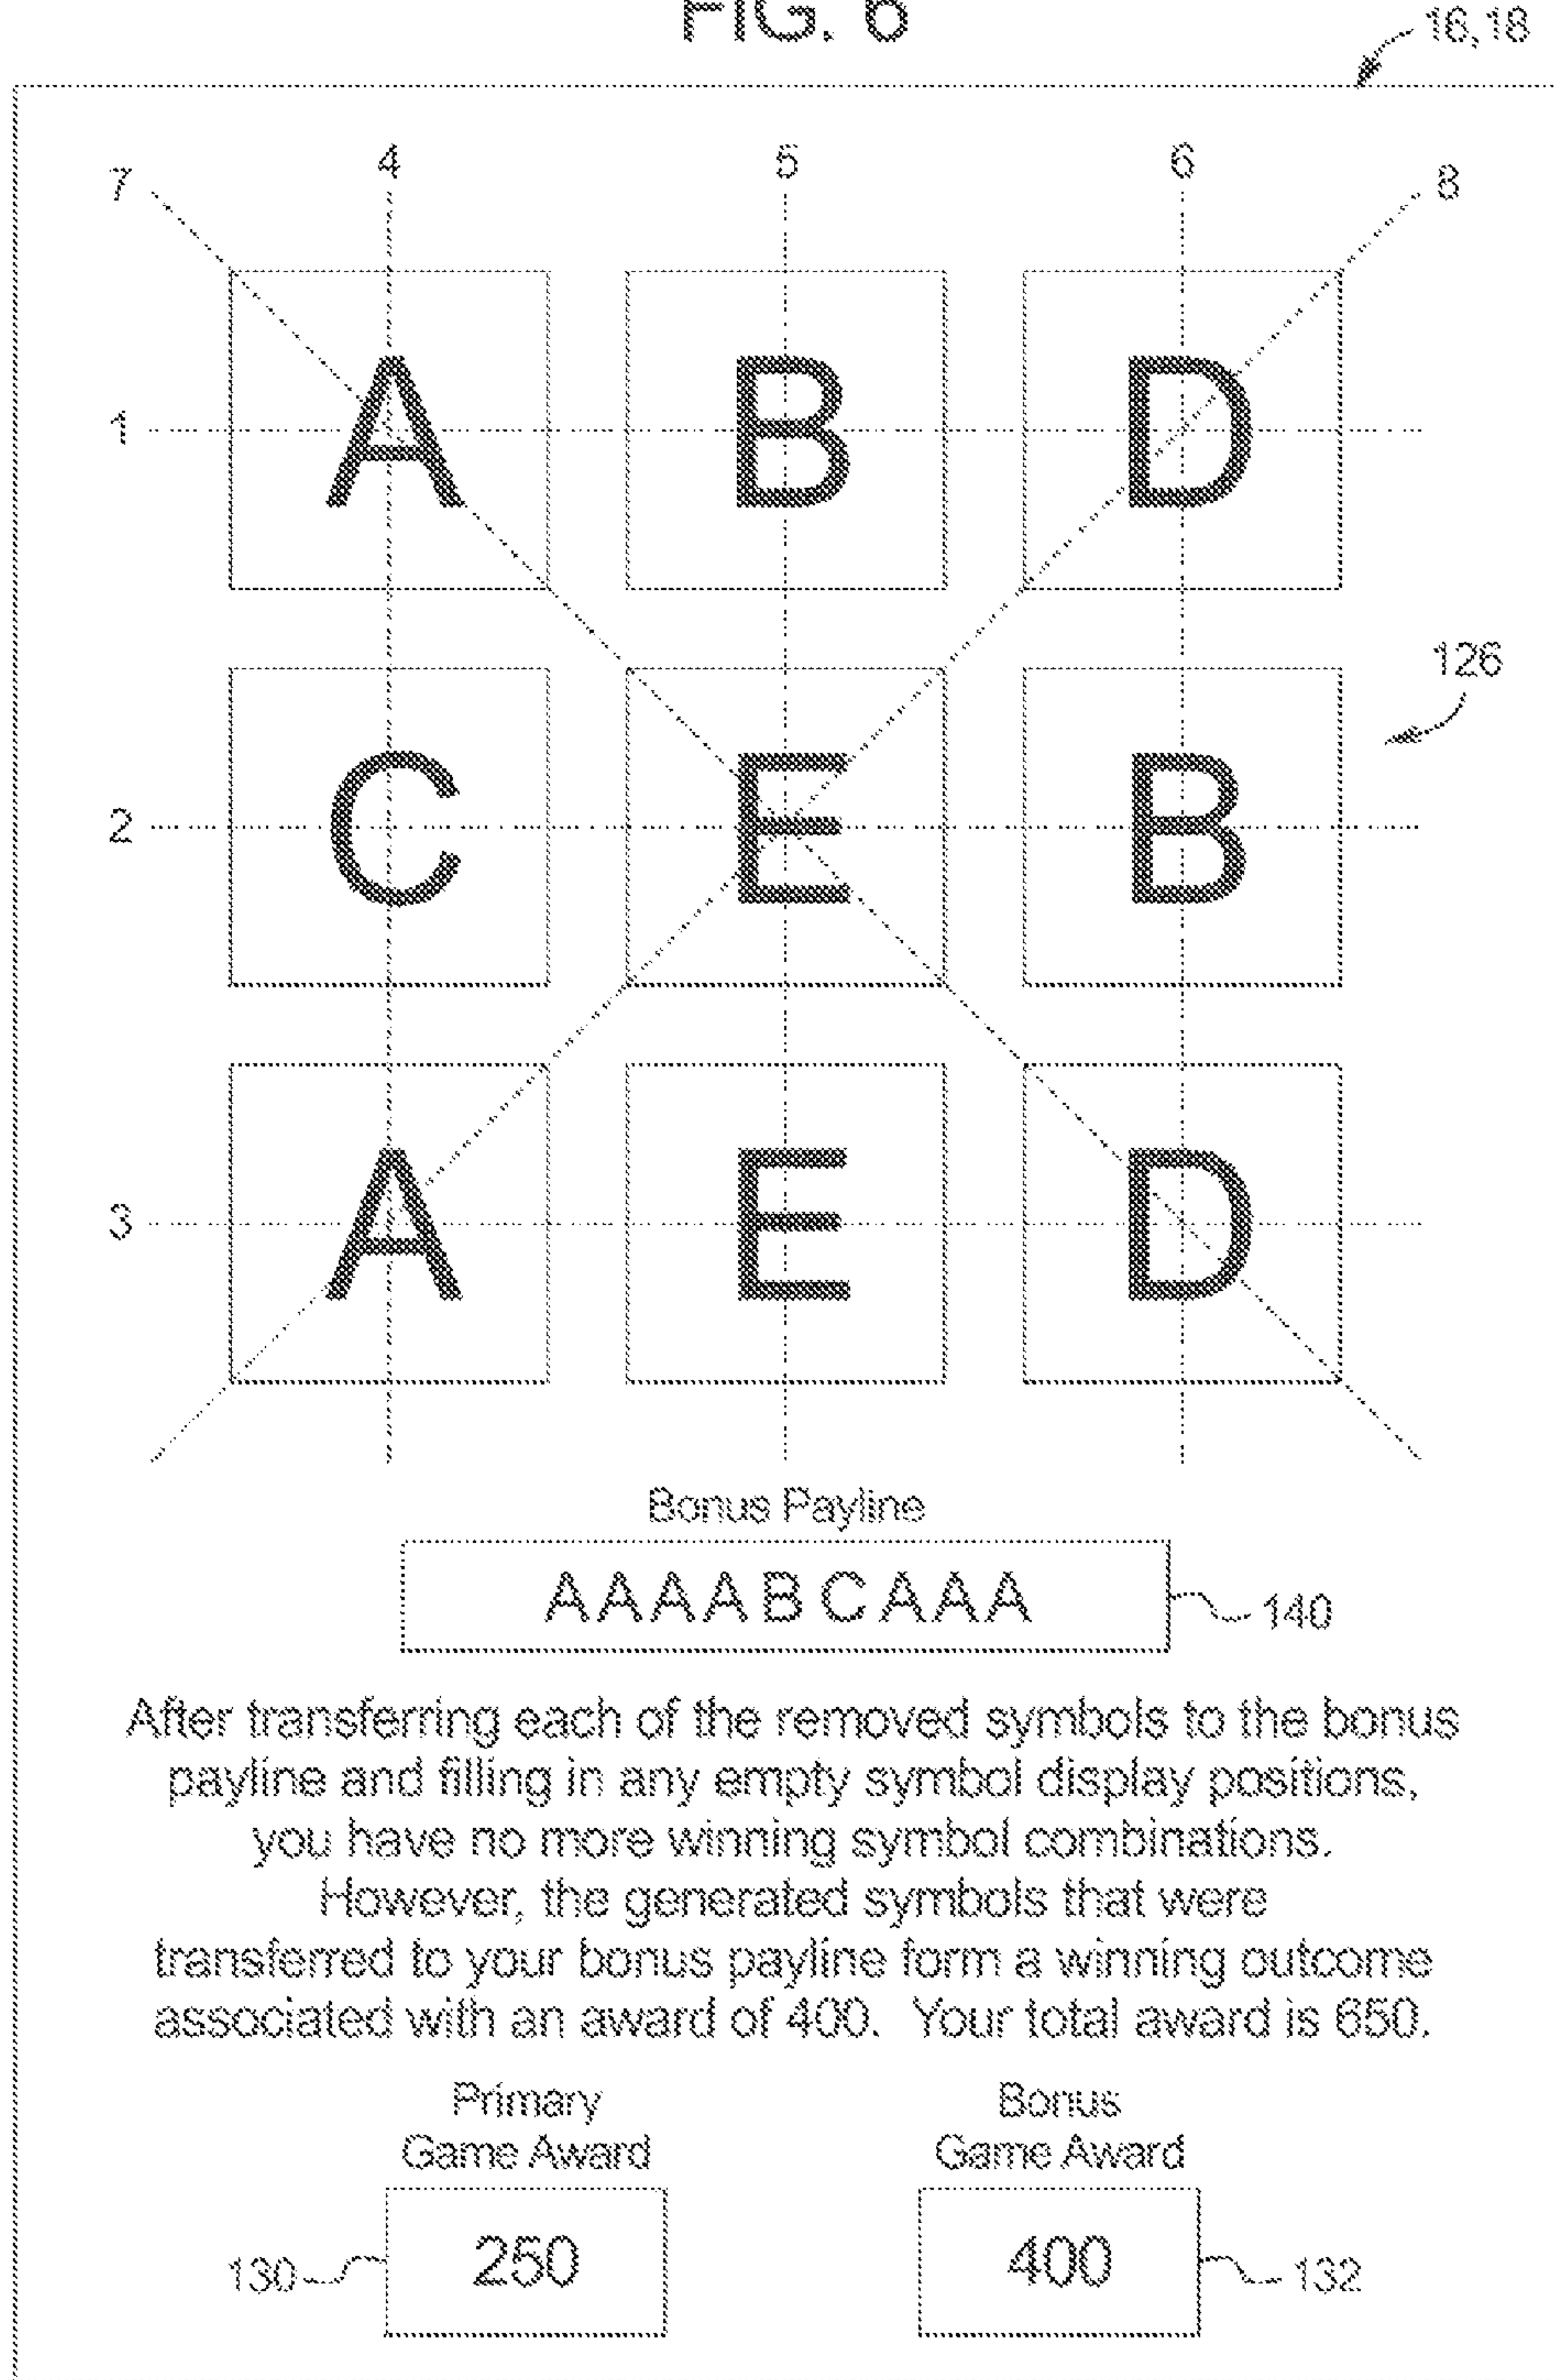 FIG. 6
16,18
7 4 5 6 8
1 A B D
126
2 C E B
3 A E D
Bonus Payline
AAAABCAAA 140
After transferring each of the removed symbols to the bonus
payline and filling in any empty symbol display positions,
you have no more winning symbol combinations.
However, the generated symbols that were
transferred to your bonus payline form a winning outcome
associated with an award of 400. Your total award is 650.
Primary Bonus
Game Award Game Award
130 250 400 132